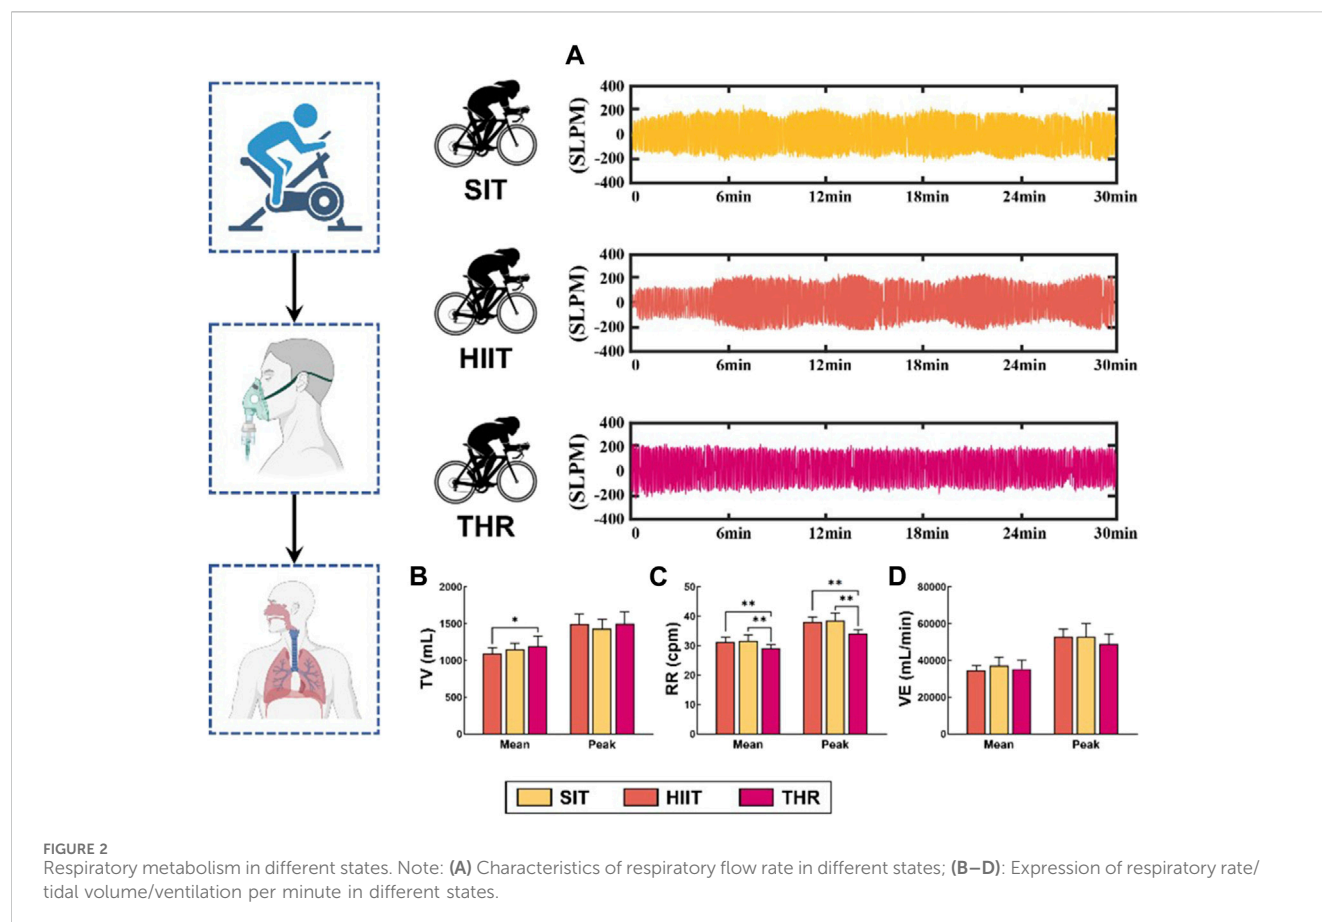 A
400
200
0
-200
-400
(SLPM)
0 6min 12min 18min 24min 30min
SIT
400
200
0
-200
-400
(SLPM)
0 6min 12min 18min 24min 30min
HIIT
400
200
0
-200
-400
(SLPM)
0 6min 12min 18min 24min 30min
THR
B
2000
1500
1000
500
0
TV (mL)
*
Mean Peak
C
50
40
30
20
10
0
RR (cpm)
**
**
**
**
Mean Peak
D
80000
60000
40000
20000
0
VE (mL/min)
Mean Peak
SIT HIIT THR
FIGURE 2
Respiratory metabolism in different states. Note: (A) Characteristics of respiratory flow rate in different states; (B–D): Expression of respiratory rate/
tidal volume/ventilation per minute in different states.